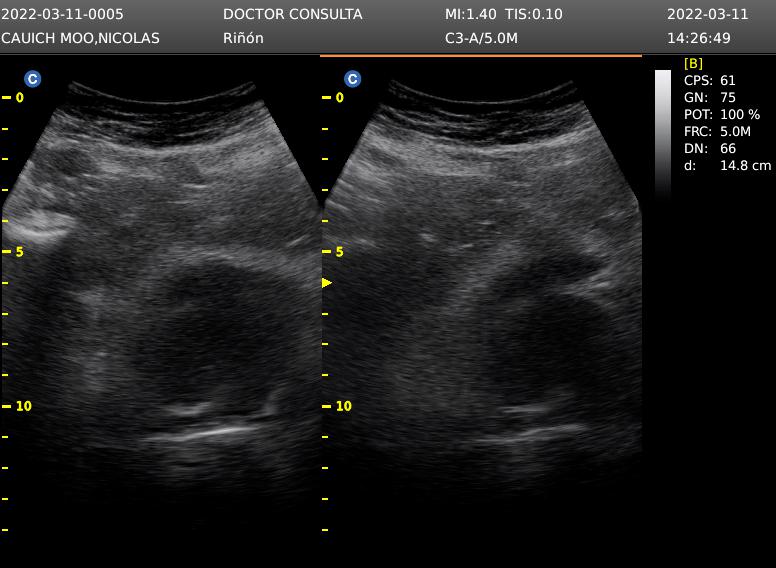 2022-03-11-0005 DOCTOR CONSULTA MI:1.40 TIS:0.10 2022-03-11
CAUICH MOO,NICOLAS Riñón C3-A/5.0M 14:26:49
[B]
CPS: 61
GN: 75
POT: 100 %
FRC: 5.0M
DN: 66
d: 14.8 cm
C C
0 0
5 5
10 10